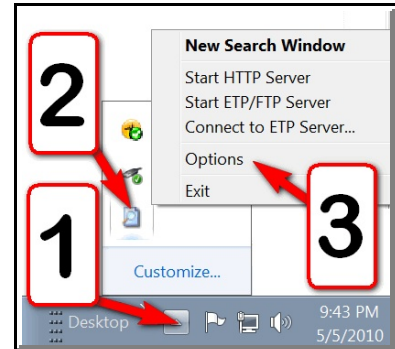 New Search Window
Start HTTP Server
Start ETP/FTP Server
Connect to ETP Server...
Options
Exit
2
3
1
Customize...
Desktop
9:43 PM
5/5/2010